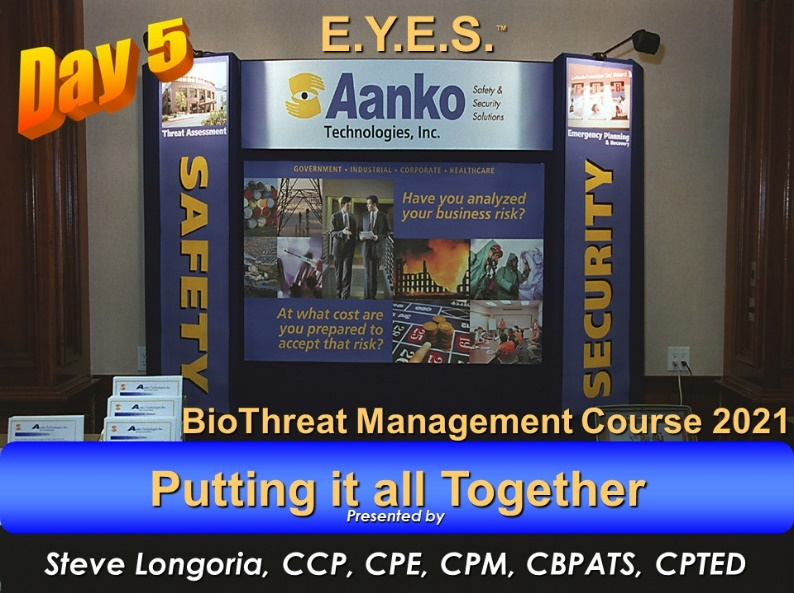 Day 5
E.Y.E.S.™
Aanko
Technologies, Inc.
Safety &
Security
Solutions
Threat Assessment
Emergency Planning
& Recovery
SAFETY
SECURITY
GOVERNMENT • INDUSTRIAL • CORPORATE • HEALTHCARE
Have you analyzed
your business risk?
At what cost are
you prepared to
accept that risk?
BioThreat Management Course 2021
Putting it all Together
Presented by
Steve Longoria, CCP, CPE, CPM, CBPATS, CPTED